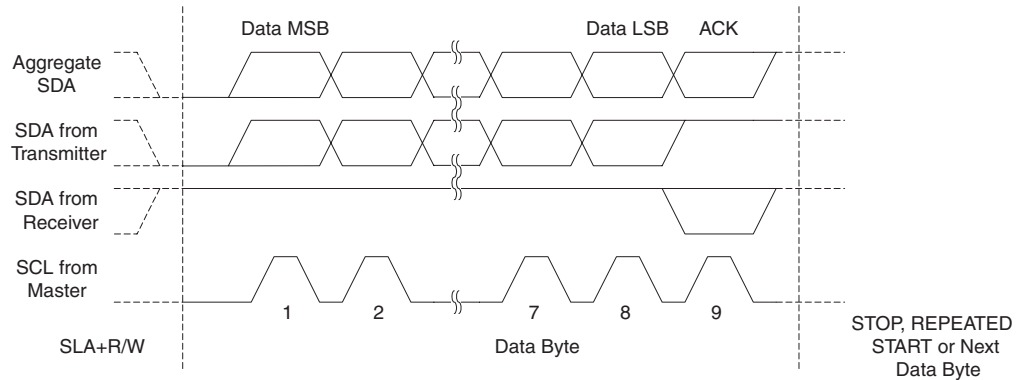 Data MSB
Data LSB
ACK
Aggregate
SDA
SDA from
Transmitter
SDA from
Receiver
SCL from
Master
1
2
7
8
9
SLA+R/W
Data Byte
STOP, REPEATED
START or Next
Data Byte